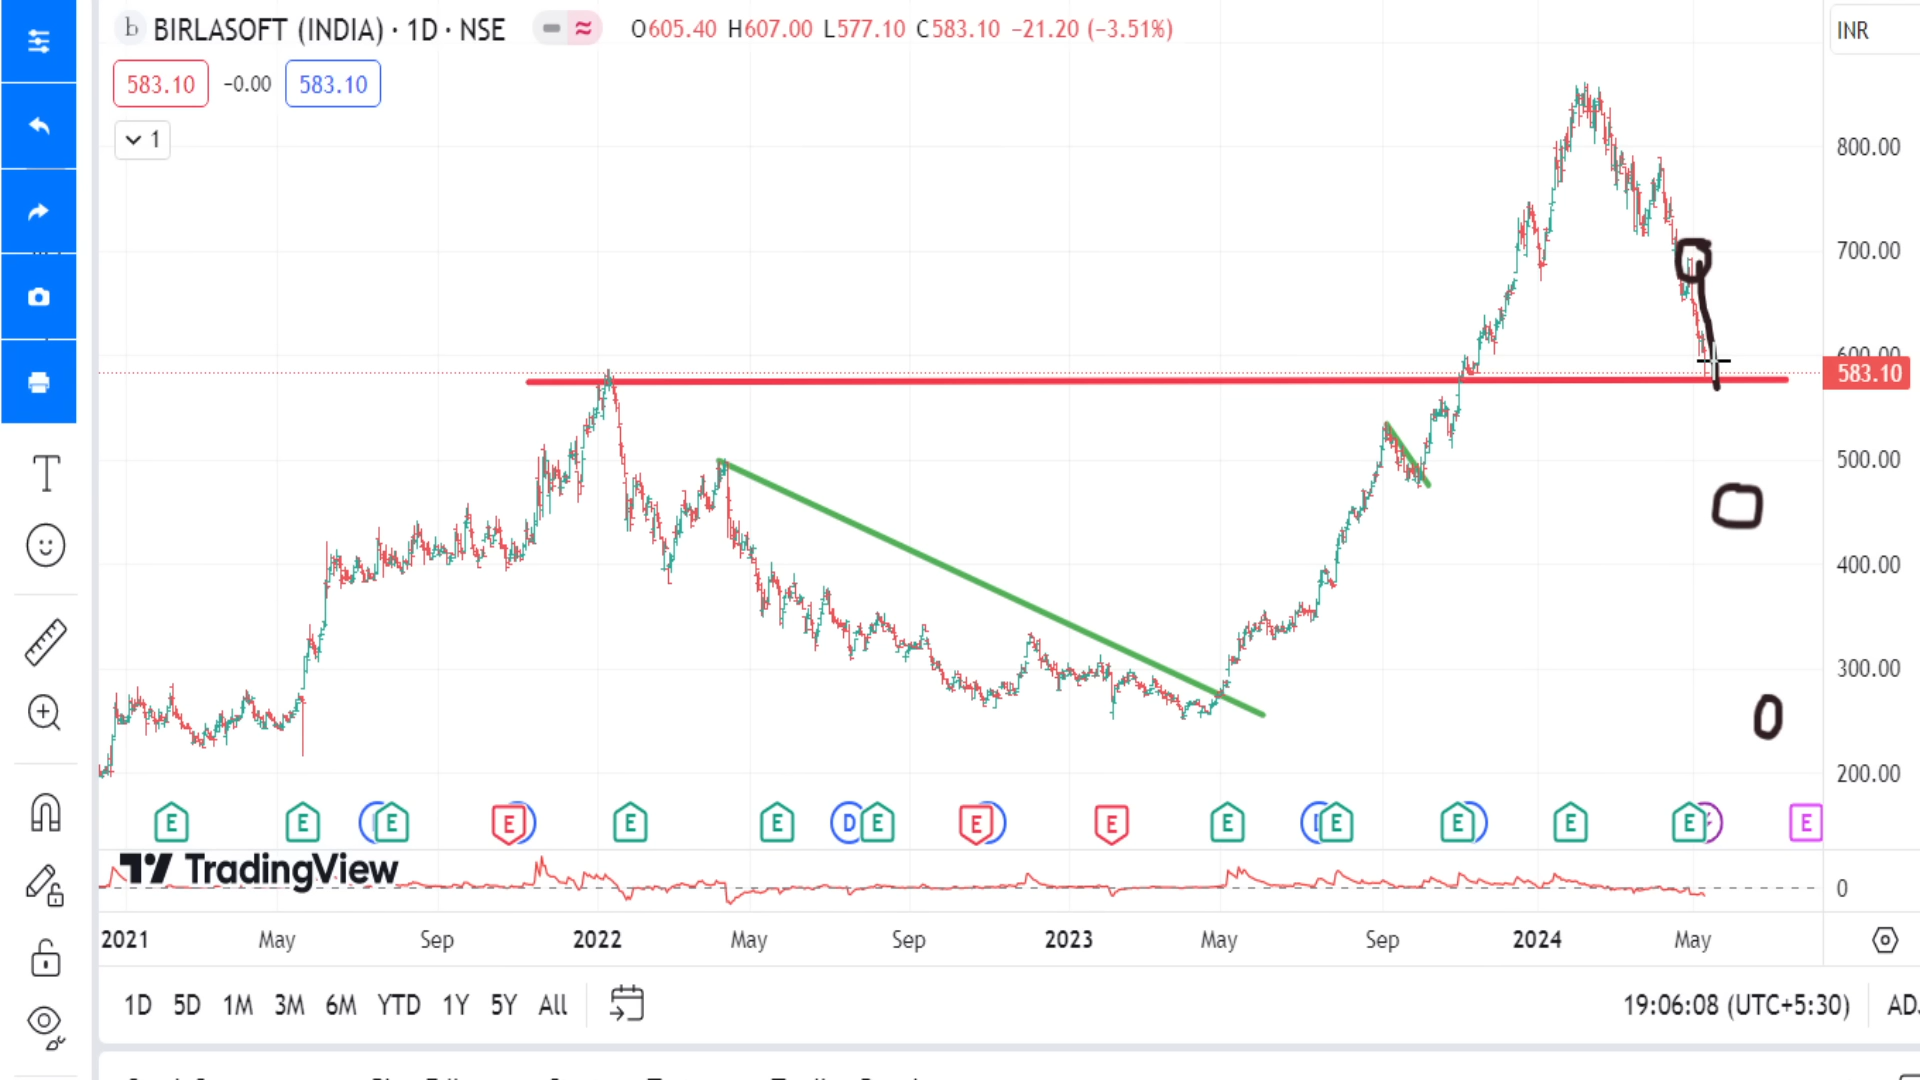 b BIRLASOFT (INDIA) · 1D · NSE O605.40 H607.00 L577.10 C583.10 −21.20 (−3.51%) INR
583.10 −0.00 583.10
1
800.00
700.00
600.00
583.10
500.00
400.00
300.00
200.00
E E E E E D E E E E E E E E E
TradingView
0
2021 May Sep 2022 May Sep 2023 May Sep 2024 May
1D 5D 1M 3M 6M YTD 1Y 5Y All 19:06:08 (UTC+5:30)